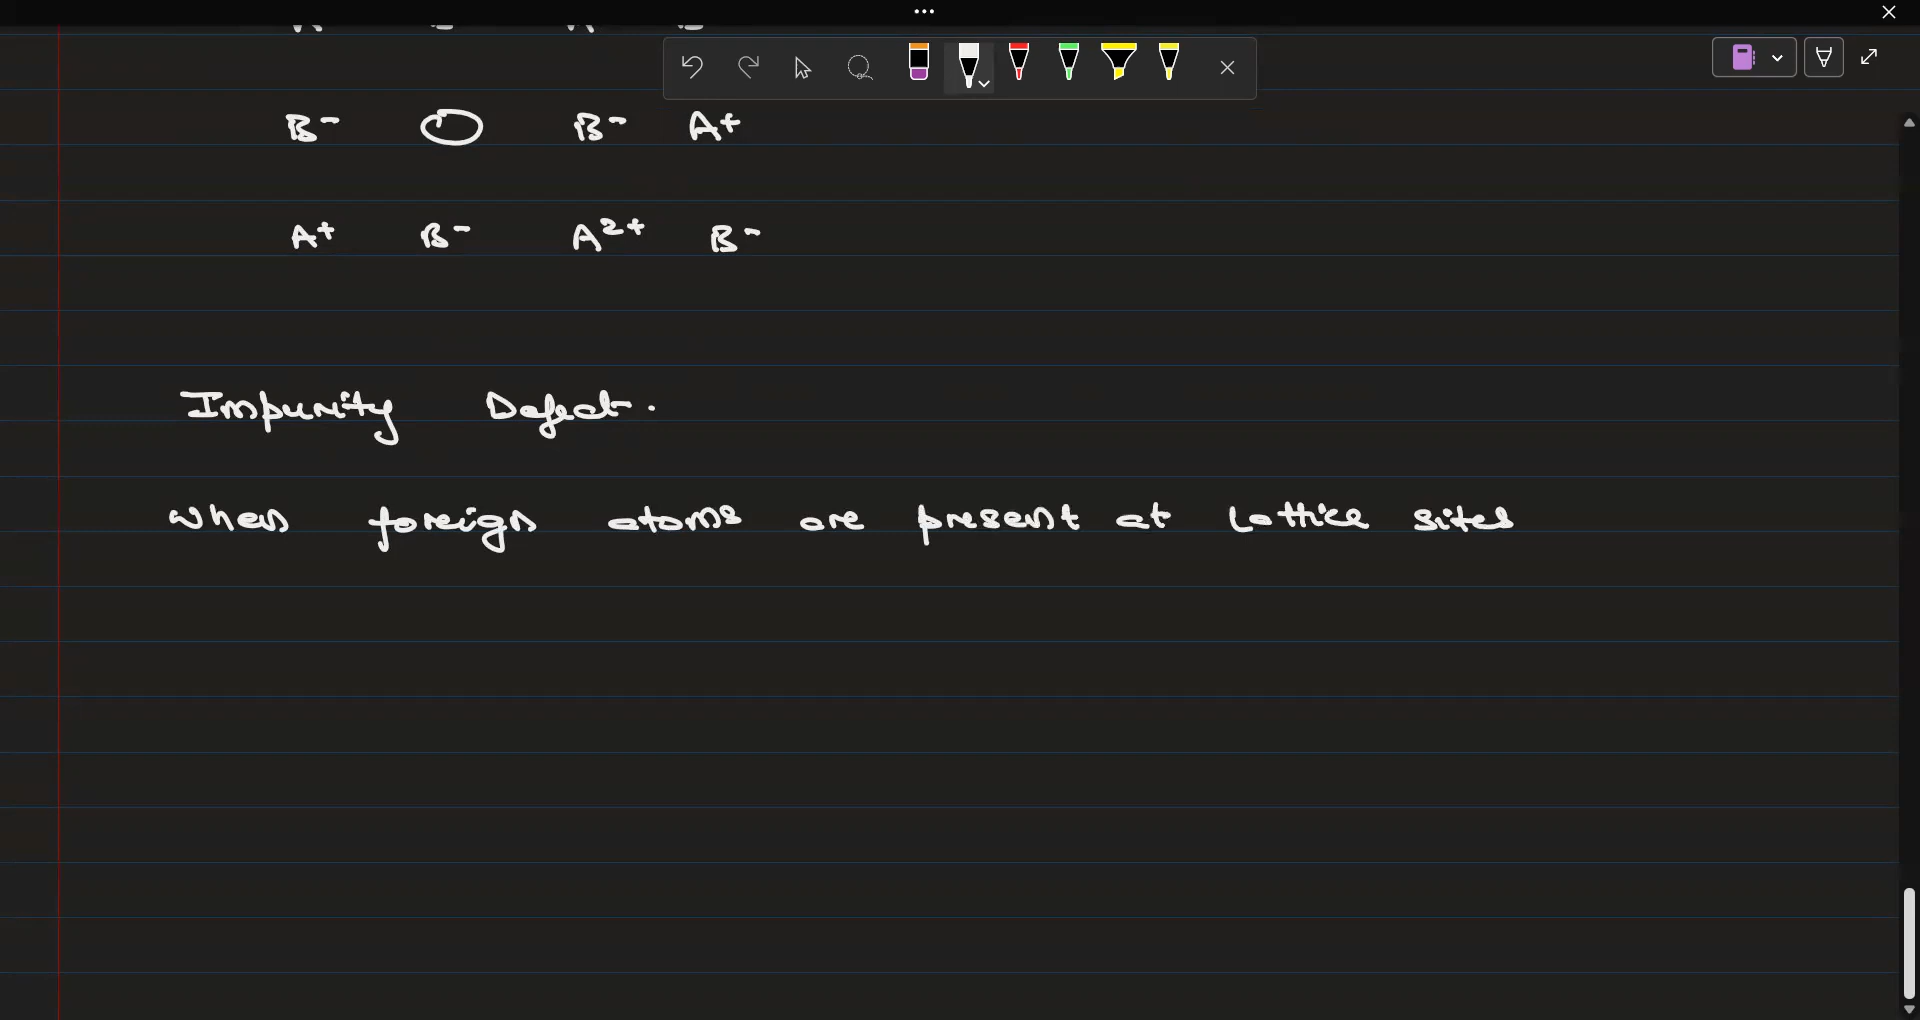 B⁻ B⁻ A⁺
A⁺ B⁻ A²⁺ B⁻
Impurity Defect.
when foreign atoms are present at Lattice sites